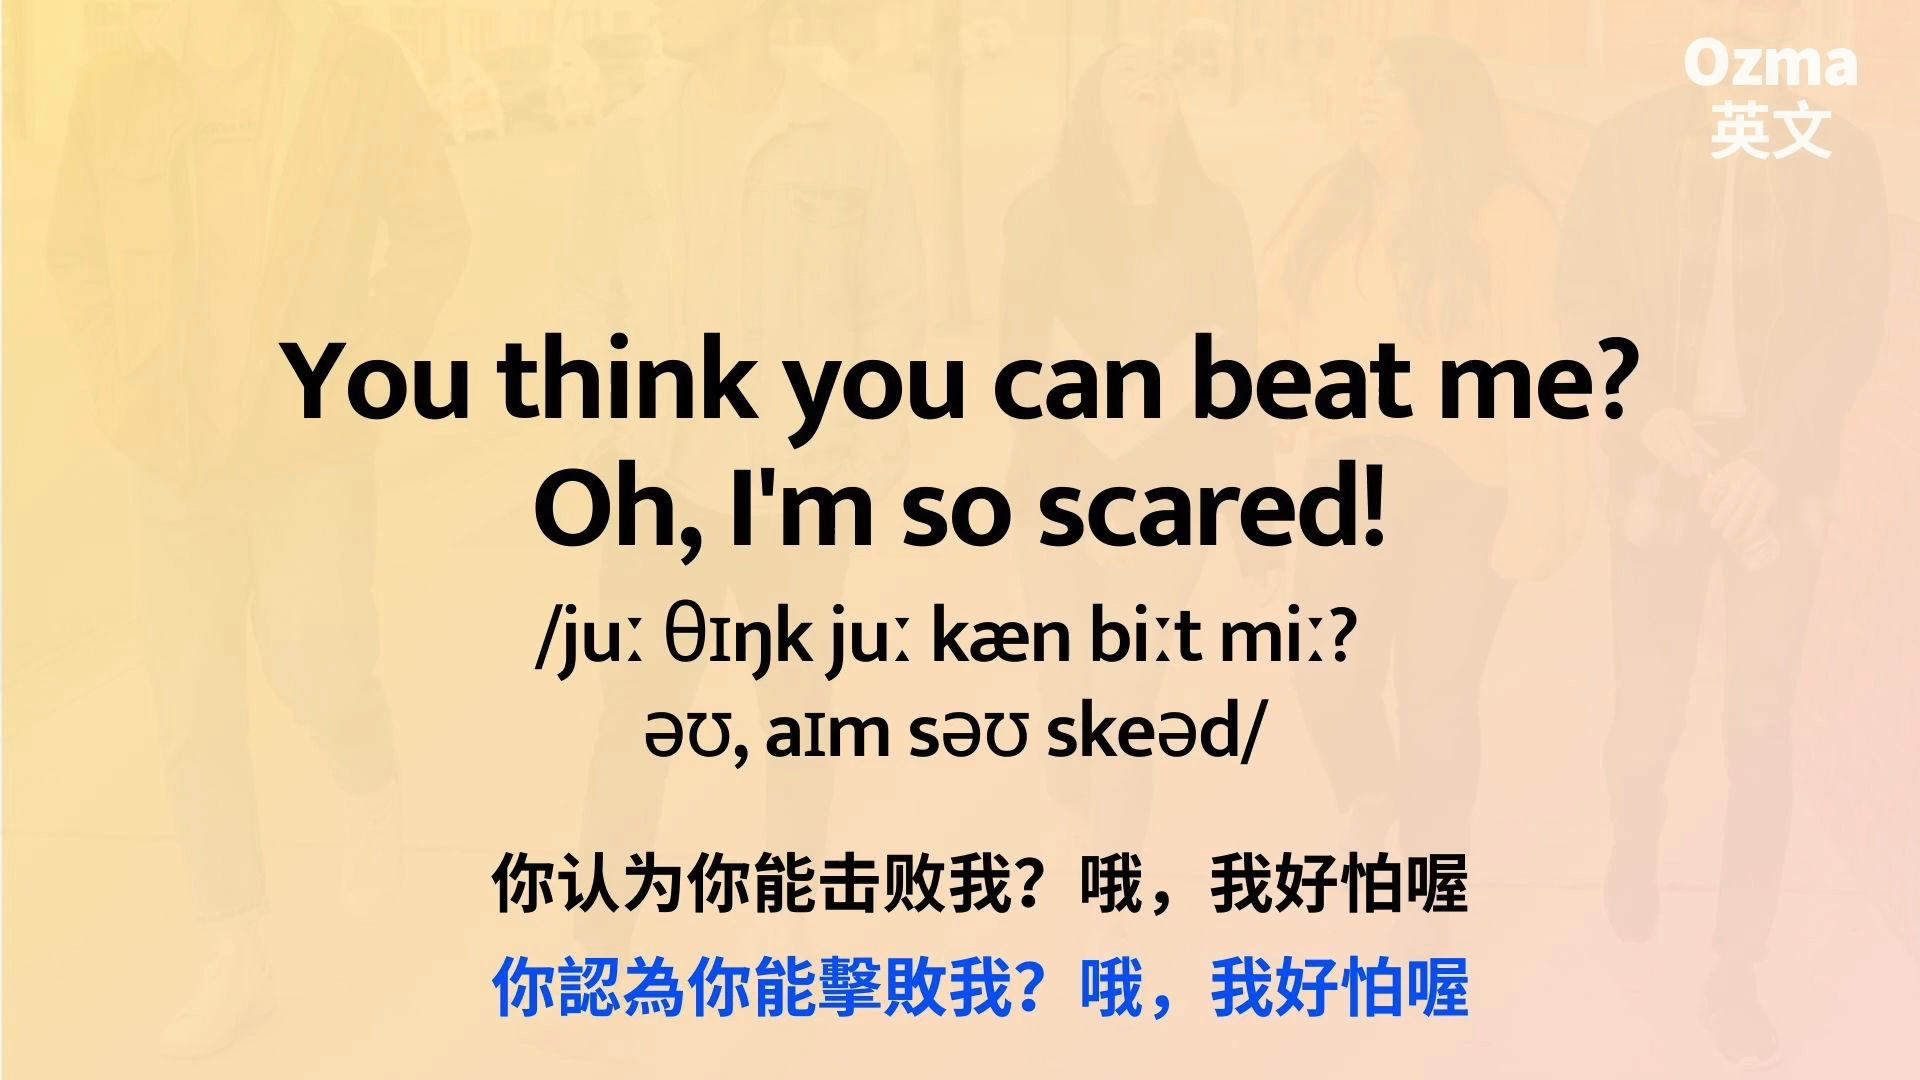 Ozma
英文
You think you can beat me?
Oh, I'm so scared!
/juː θɪŋk juː kæn biːt miː?
əʊ, aɪm səʊ skeəd/
你认为你能击败我？哦，我好怕喔
你認為你能擊敗我？哦，我好怕喔